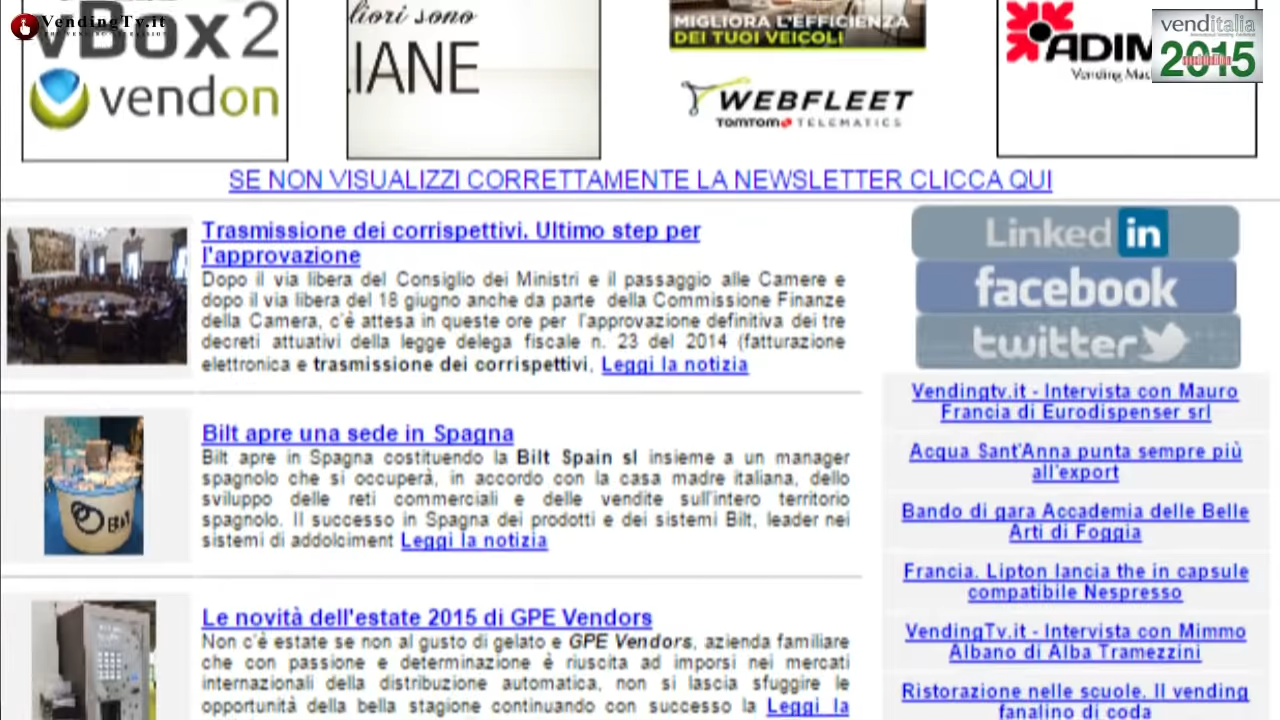 VendingTv.it
vBox 2
vendon
liori sono
IANE
MIGLIORA L'EFFICIENZA
DEI TUOI VEICOLI
WEBFLEET
TOMTOM TELEMATICS
ADIM
Vending Mac
venditalia
2015
SE NON VISUALIZZI CORRETTAMENTE LA NEWSLETTER CLICCA QUI
Trasmissione dei corrispettivi. Ultimo step per
l'approvazione
Dopo il via libera del Consiglio dei Ministri e il passaggio alle Camere e
dopo il via libera del 18 giugno anche da parte della Commissione Finanze
della Camera, c'è attesa in queste ore per l'approvazione definitiva dei tre
decreti attuativi della legge delega fiscale n. 23 del 2014 (fatturazione
elettronica e trasmissione dei corrispettivi. Leggi la notizia
Bilt apre una sede in Spagna
Bilt apre in Spagna costituendo la Bilt Spain sl insieme a un manager
spagnolo che si occuperà, in accordo con la casa madre italiana, dello
sviluppo delle reti commerciali e delle vendite sull'intero territorio
spagnolo. Il successo in Spagna dei prodotti e dei sistemi Bilt, leader nei
sistemi di addolciment Leggi la notizia
Le novità dell'estate 2015 di GPE Vendors
Non c'è estate se non al gusto di gelato e GPE Vendors, azienda familiare
che con passione e determinazione è riuscita ad imporsi nei mercati
internazionali della distribuzione automatica, non si lascia sfuggire le
opportunità della bella stagione continuando con successo la Leggi la
Linked in
facebook
twitter
Vendingtv.it - Intervista con Mauro
Francia di Eurodispenser srl
Acqua Sant'Anna punta sempre più
all'export
Bando di gara Accademia delle Belle
Arti di Foggia
Francia. Lipton lancia the in capsule
compatibile Nespresso
VendingTv.it - Intervista con Mimmo
Albano di Alba Tramezzini
Ristorazione nelle scuole. Il vending
fanalino di coda